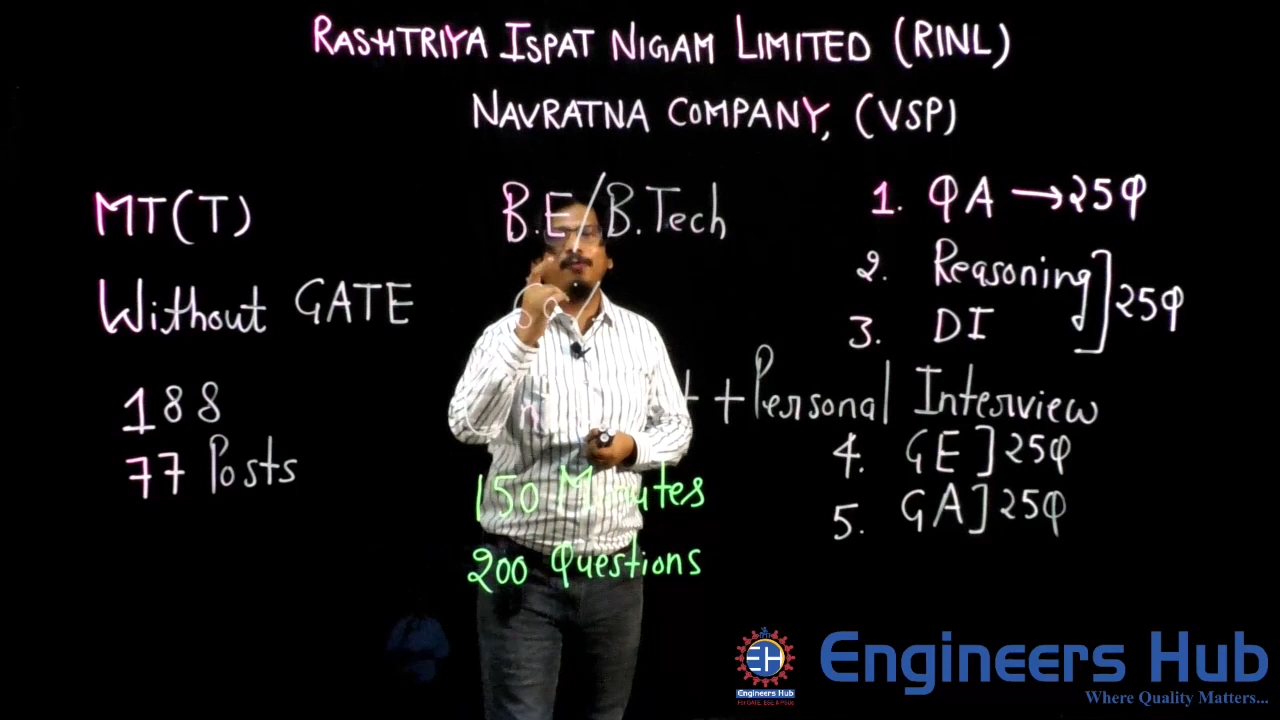 RASHTRIYA ISPAT NIGAM LIMITED (RINL)
NAVRATNA COMPANY, (VSP)
MT(T)
Without GATE
188
77 Posts
B.E/B.Tech
+ Personal Interview
150 Minutes
200 Questions
1. QA → 25Q
2. Reasoning
3. DI
] 25Q
4. GE ] 25Q
5. GA ] 25Q
EH
Engineers Hub
Engineers Hub
Where Quality Matters...